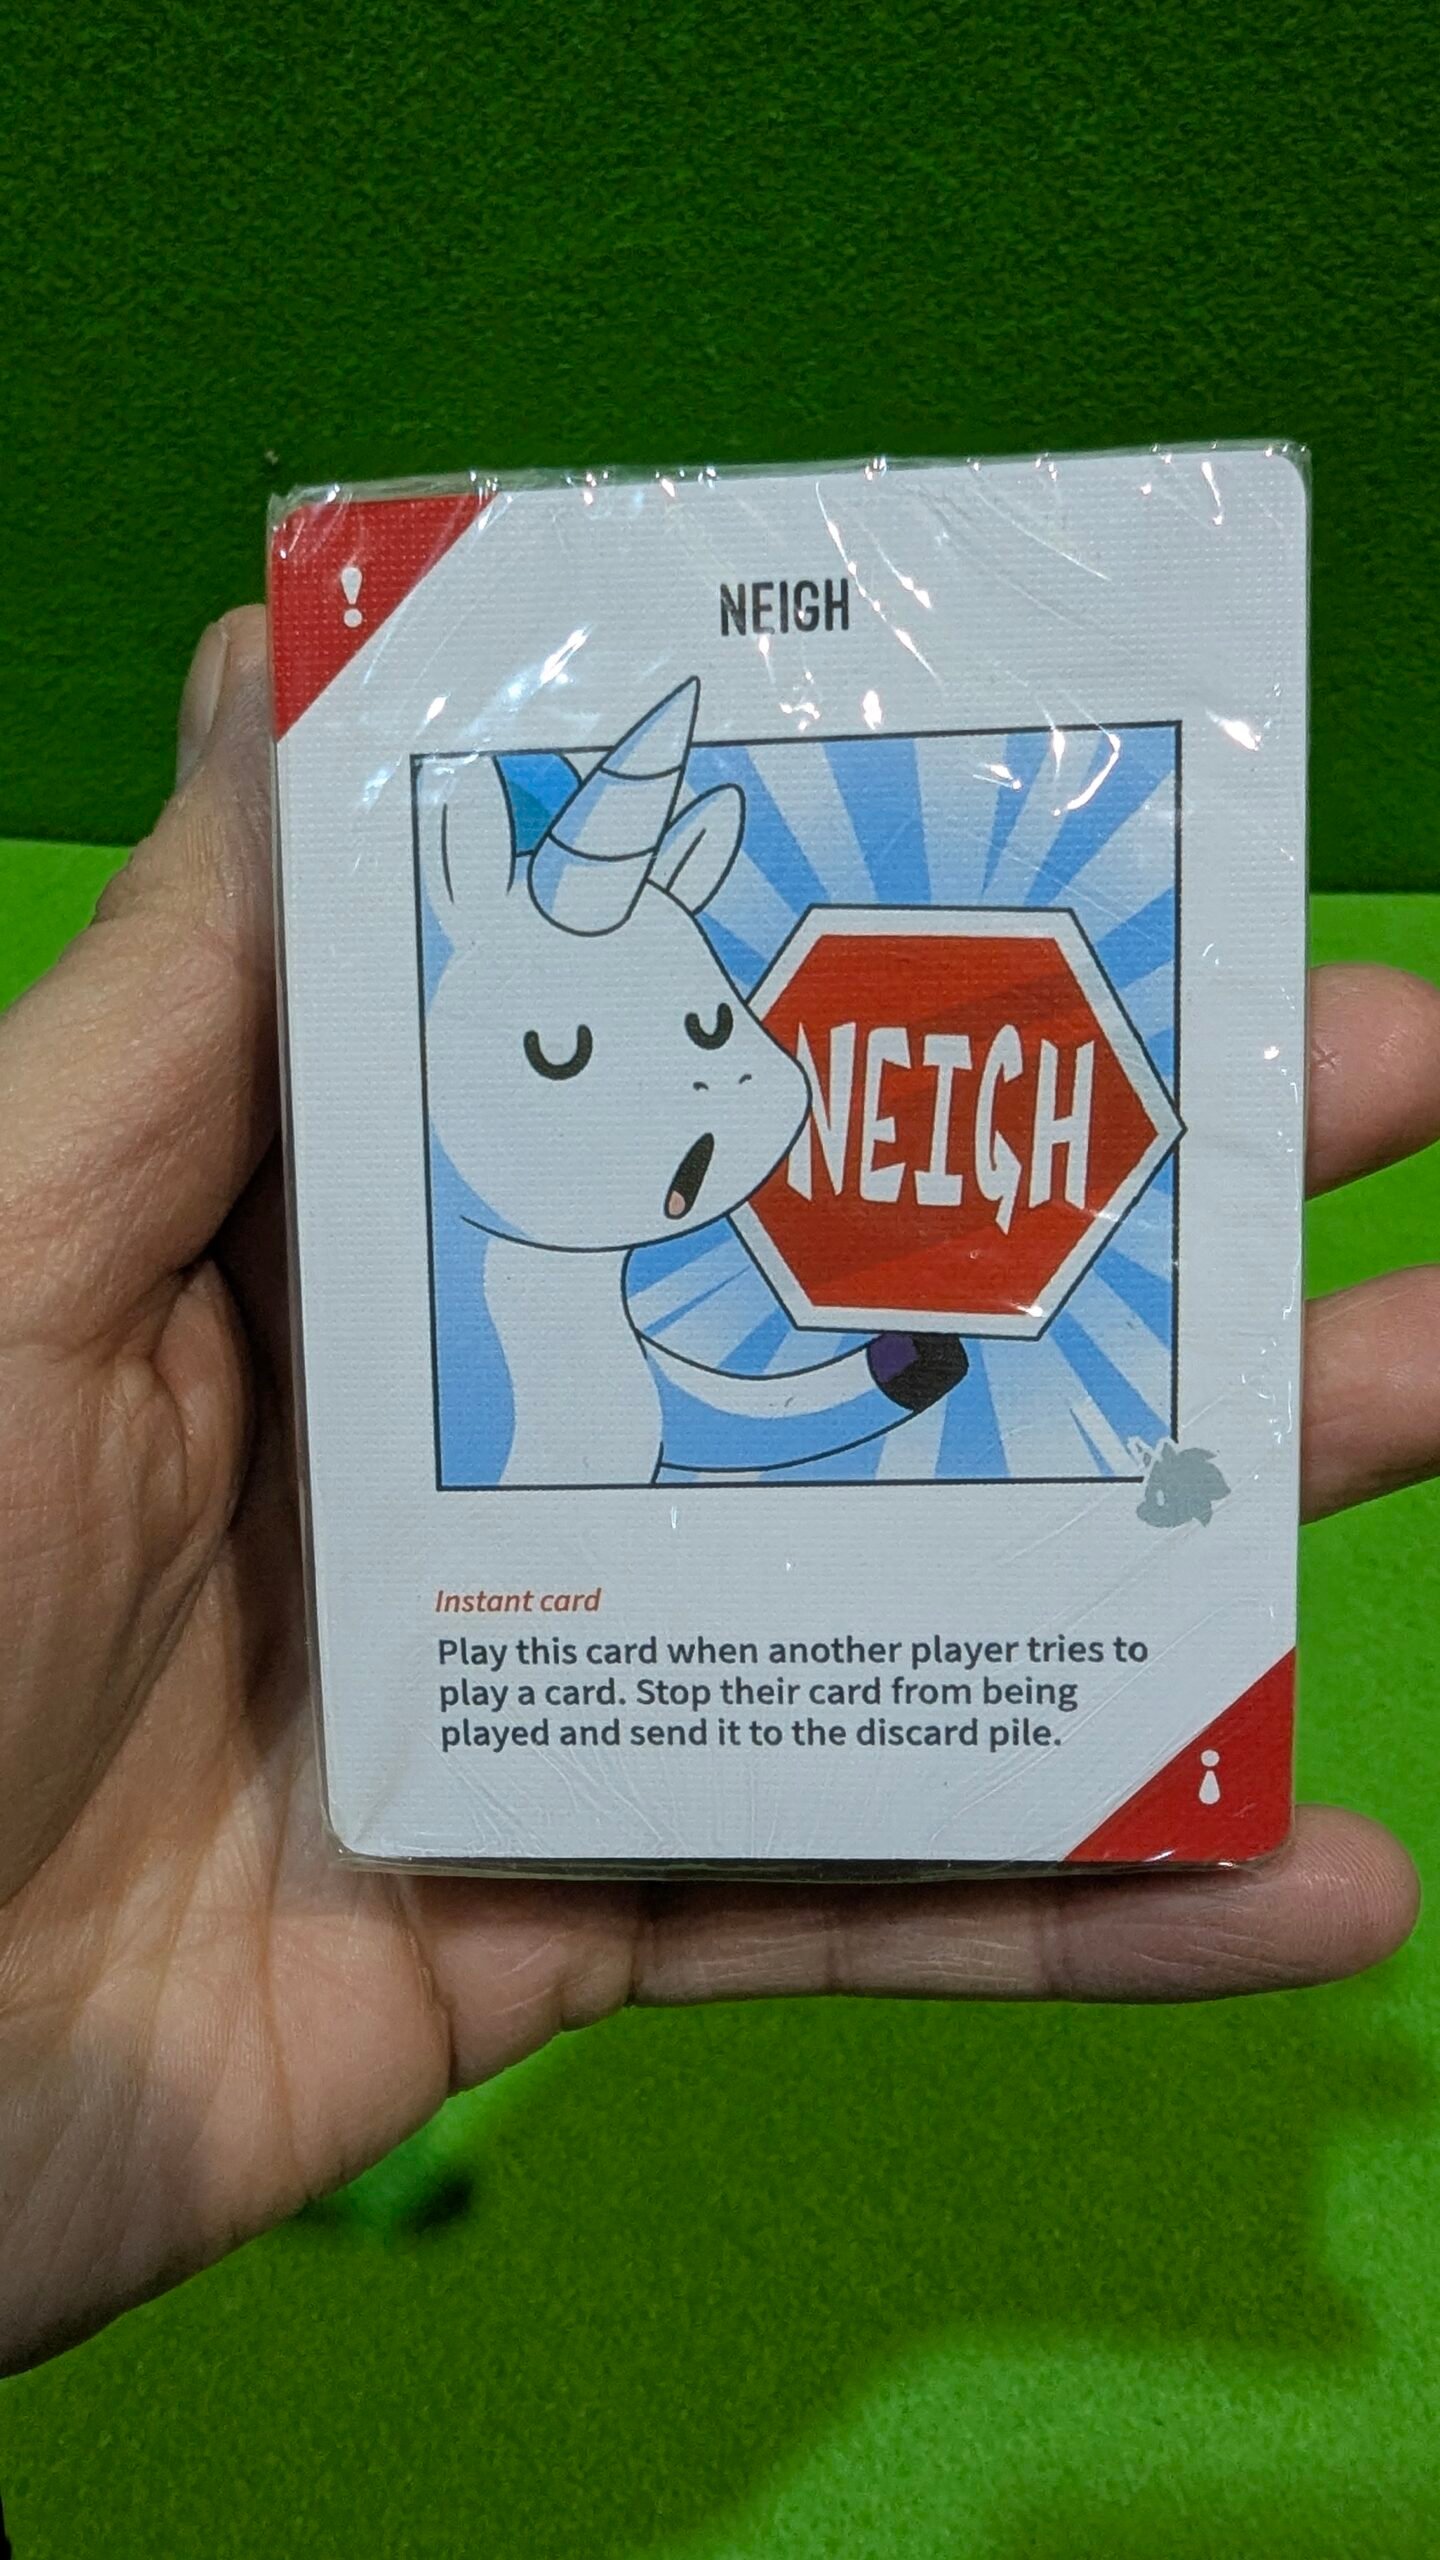 !
NEIGH
NEIGH
Instant card
Play this card when another player tries to
play a card. Stop their card from being
played and send it to the discard pile.
!